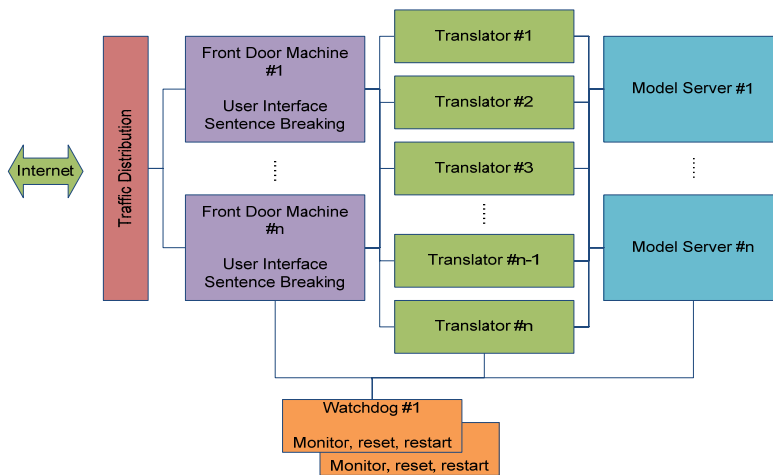 Internet
Traffic Distribution
Front Door Machine
#1
User Interface
Sentence Breaking
Front Door Machine
#n
User Interface
Sentence Breaking
Translator #1
Translator #2
Translator #3
Translator #n-1
Translator #n
Model Server #1
Model Server #n
Watchdog #1
Monitor, reset, restart
Monitor, reset, restart